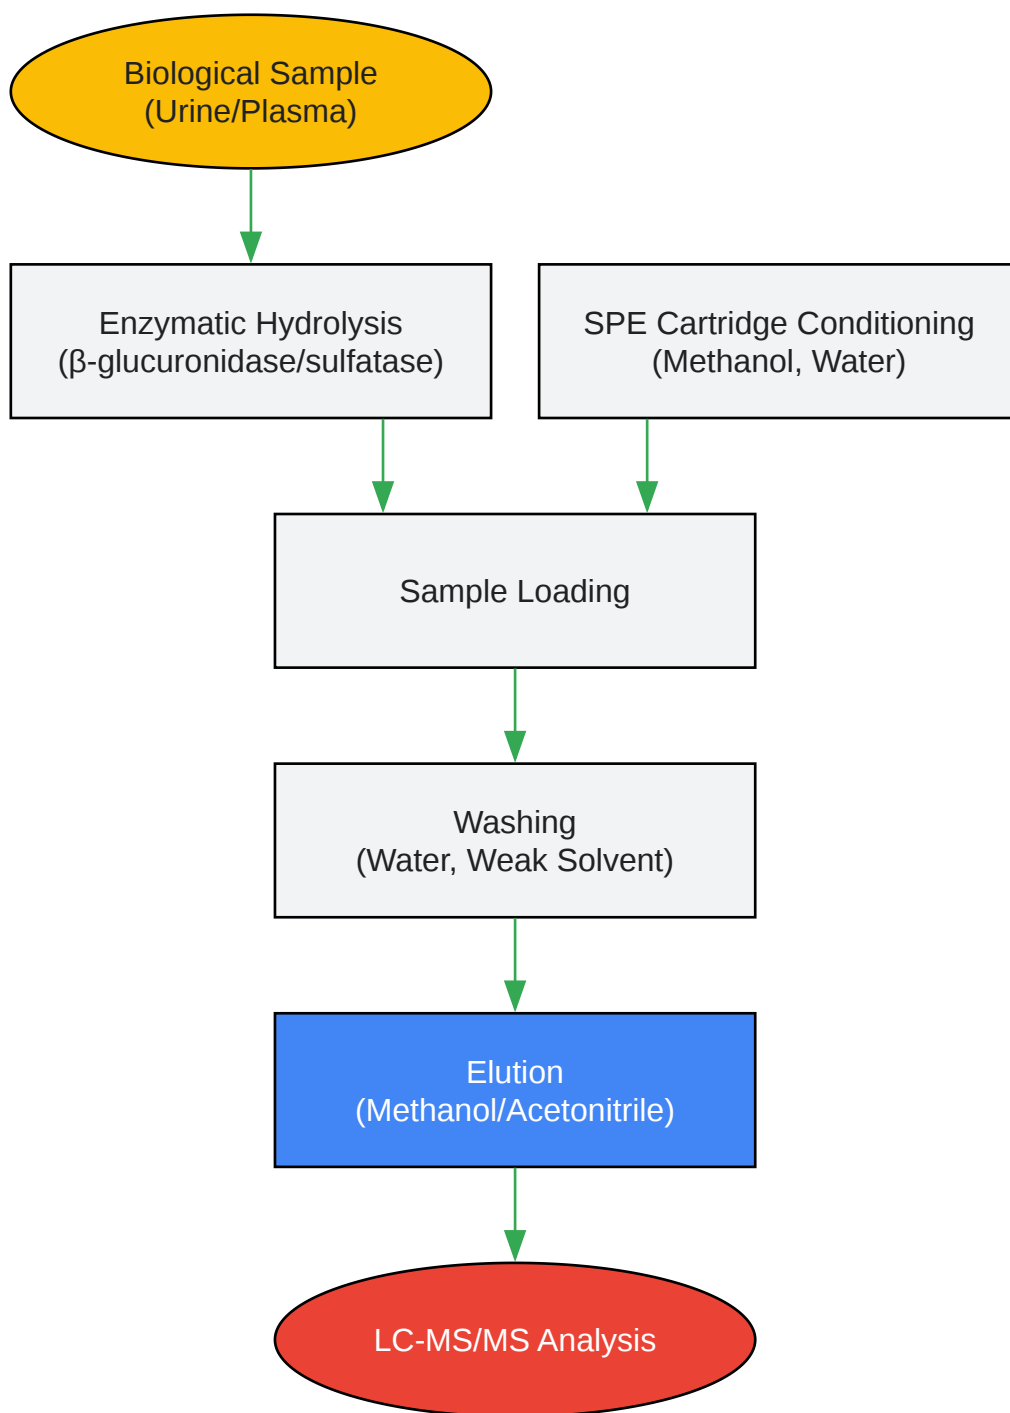 Biological Sample
(Urine/Plasma)
Enzymatic Hydrolysis
(β-glucuronidase/sulfatase)
SPE Cartridge Conditioning
(Methanol, Water)
Sample Loading
Washing
(Water, Weak Solvent)
Elution
(Methanol/Acetonitrile)
LC-MS/MS Analysis